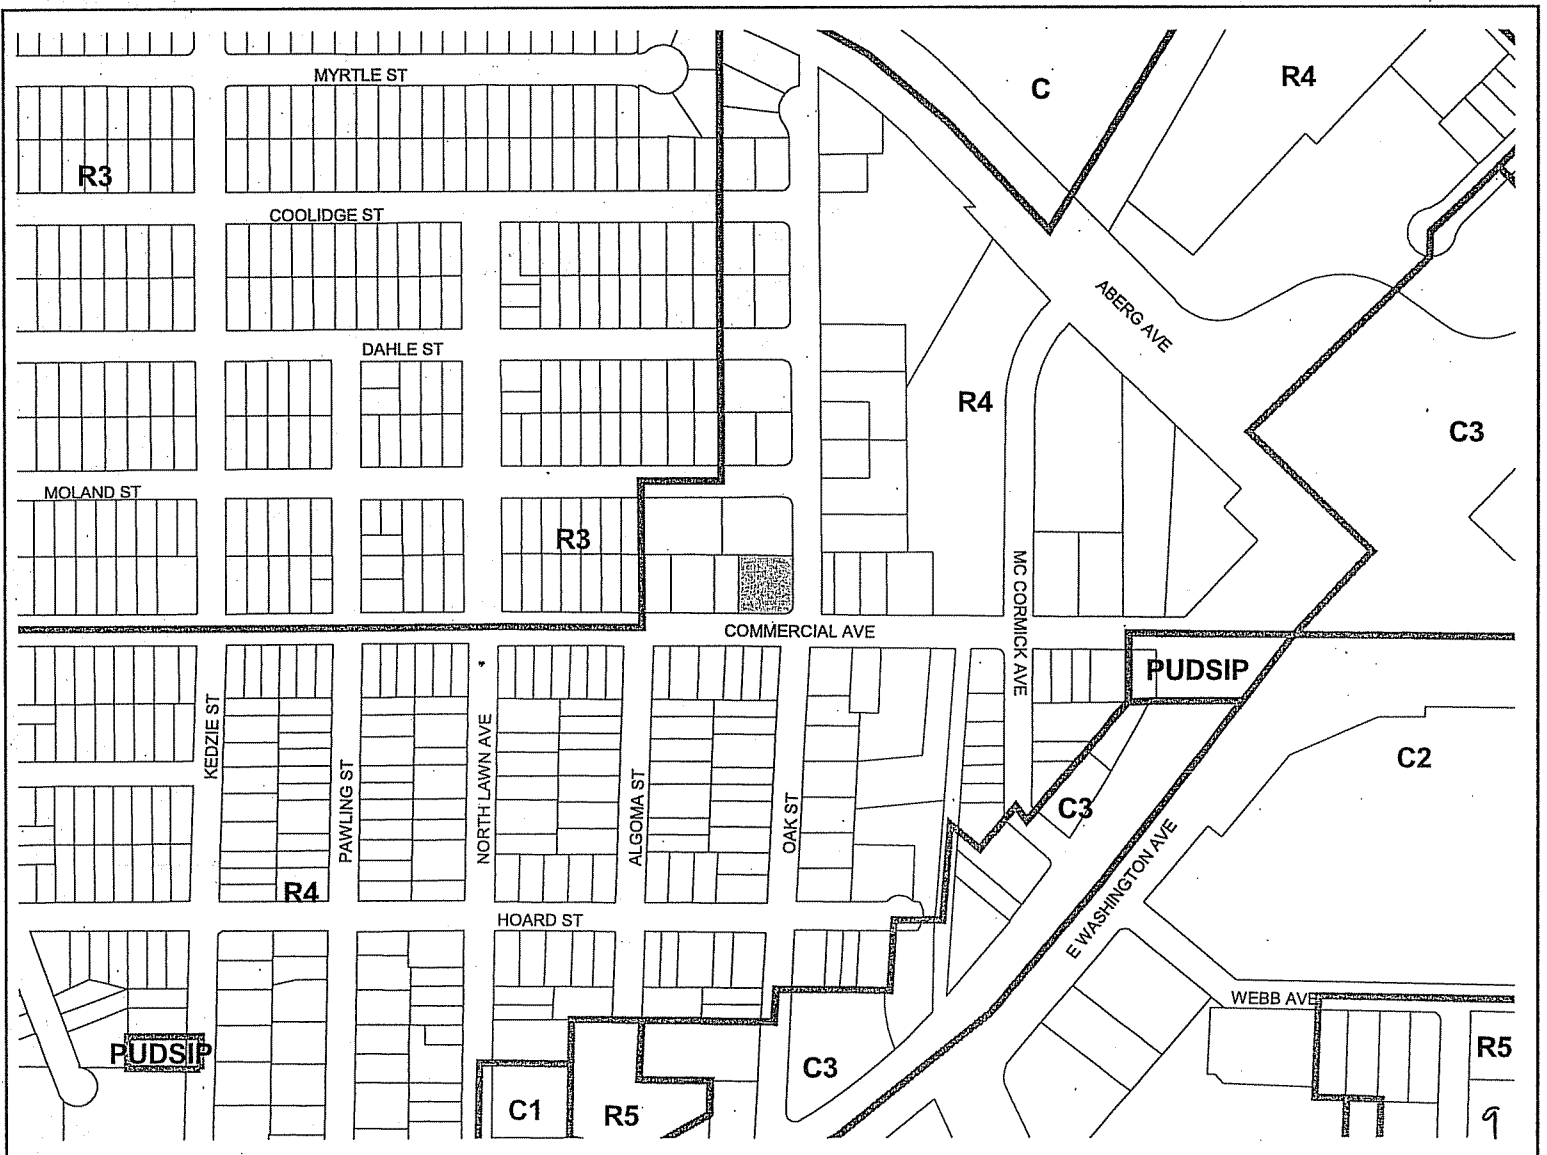 MYRTLE ST
C
R4
R3
COOLIDGE ST
ABERG AVE
DAHLE ST
R4
C3
MOLAND ST
R3
MC CORMICK AVE
COMMERCIAL AVE
PUDSIP
KEDZIE ST
PAWLING ST
NORTH LAWN AVE
ALGOMA ST
OAK ST
C2
C3
E WASHINGTON AVE
R4
HOARD ST
WEBB AVE
PUDSIP
C3
R5
C1
R5
9